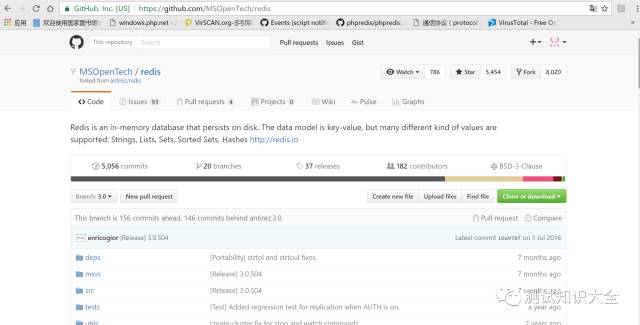 GitHub, Inc. [US] https://github.com/MSOpenTech/redis
应用 欢迎使用国家图书馆 windows.php.net VirSCAN.org-多引 Events (script notific phpredis/phpredis: 通信协议 ( protocol VirusTotal - Free On
This repository Search Pull requests Issues Gist
MSOpenTech / redis Watch 786 Star 5,454 Fork 8,020
forked from antirez/redis
Code Issues 93 Pull requests 4 Projects 0 Wiki Pulse Graphs
Redis is an in-memory database that persists on disk. The data model is key-value, but many different kind of values are
supported: Strings, Lists, Sets, Sorted Sets, Hashes http://redis.io
5,056 commits 20 branches 37 releases 182 contributors BSD-3-Clause
Branch: 3.0 New pull request Create new file Upload files Find file Clone or download
This branch is 156 commits ahead, 146 commits behind antirez:3.0. Pull request Compare
enricogior [Release] 3.0.504 Latest commit on 1 Jul 2016
deps [Portability] strtol and strtoul fixes. 7 months ago
msvs [Release] 3.0.504 7 months ago
src [Release] 3.0.504 7 months ago
tests [Test] Added regression test for replication when AUTH is on. a year ago
utils create-cluster fix for stop and watch commands 2 years ago
测试知识大全